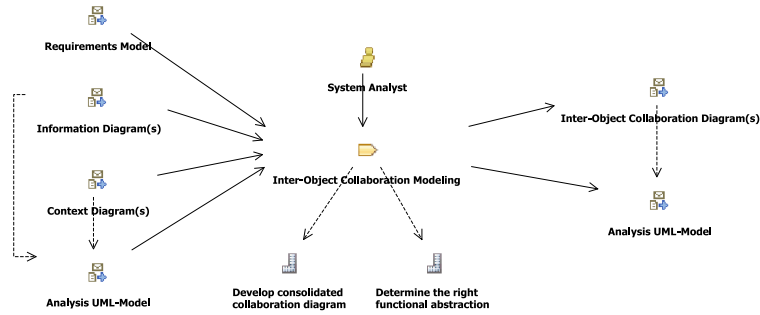 Requirements Model
System Analyst
Information Diagram(s)
Inter-Object Collaboration Diagram(s)
Inter-Object Collaboration Modeling
Context Diagram(s)
Analysis UML-Model
Analysis UML-Model
Develop consolidated
collaboration diagram
Determine the right
functional abstraction